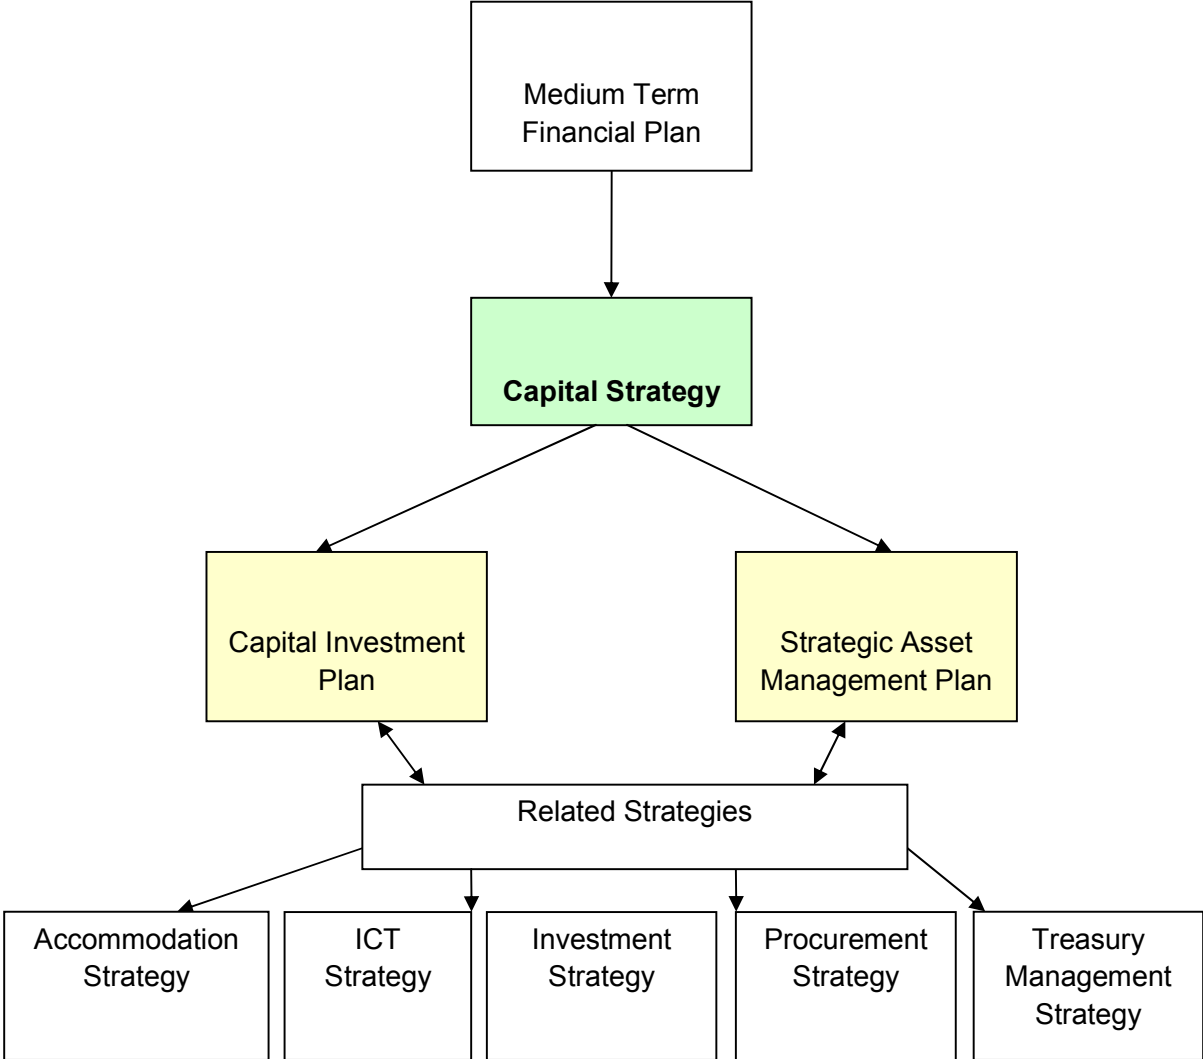 Medium Term
Financial Plan
Capital Strategy
Capital Investment
Plan
Strategic Asset
Management Plan
Related Strategies
Accommodation
Strategy
ICT
Strategy
Investment
Strategy
Procurement
Strategy
Treasury
Management
Strategy